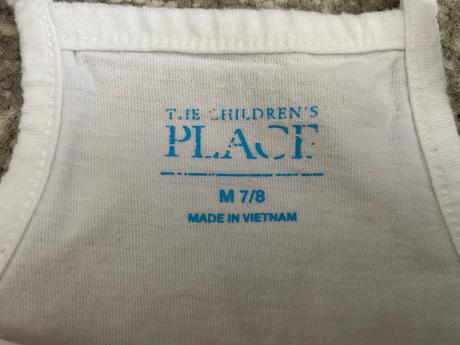 THE CHILDREN'S
PLACE
M 7/8
MADE IN VIETNAM